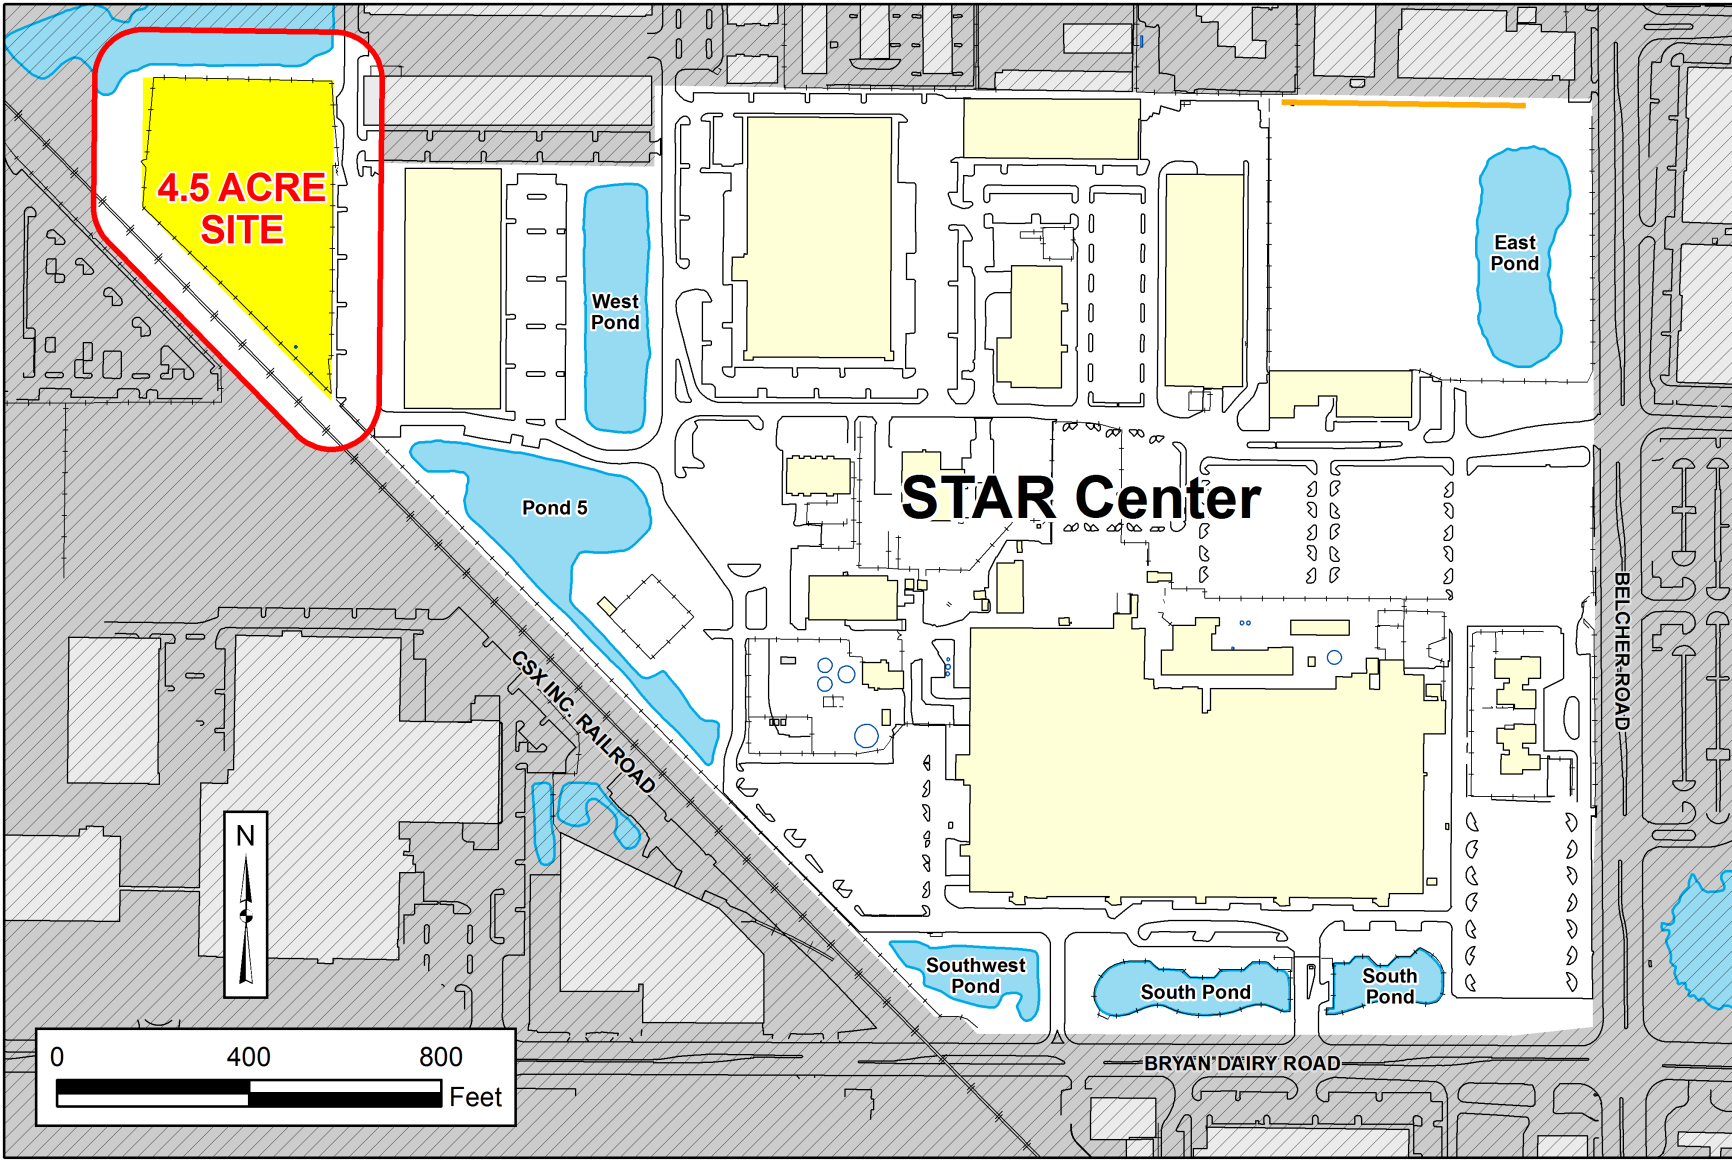 4.5 ACRE
SITE
West
Pond
East
Pond
STAR Center
Pond 5
CSX INC. RAILROAD
BELCHER ROAD
N
Southwest
Pond
South Pond
South
Pond
BRYAN DAIRY ROAD
0 400 800
Feet